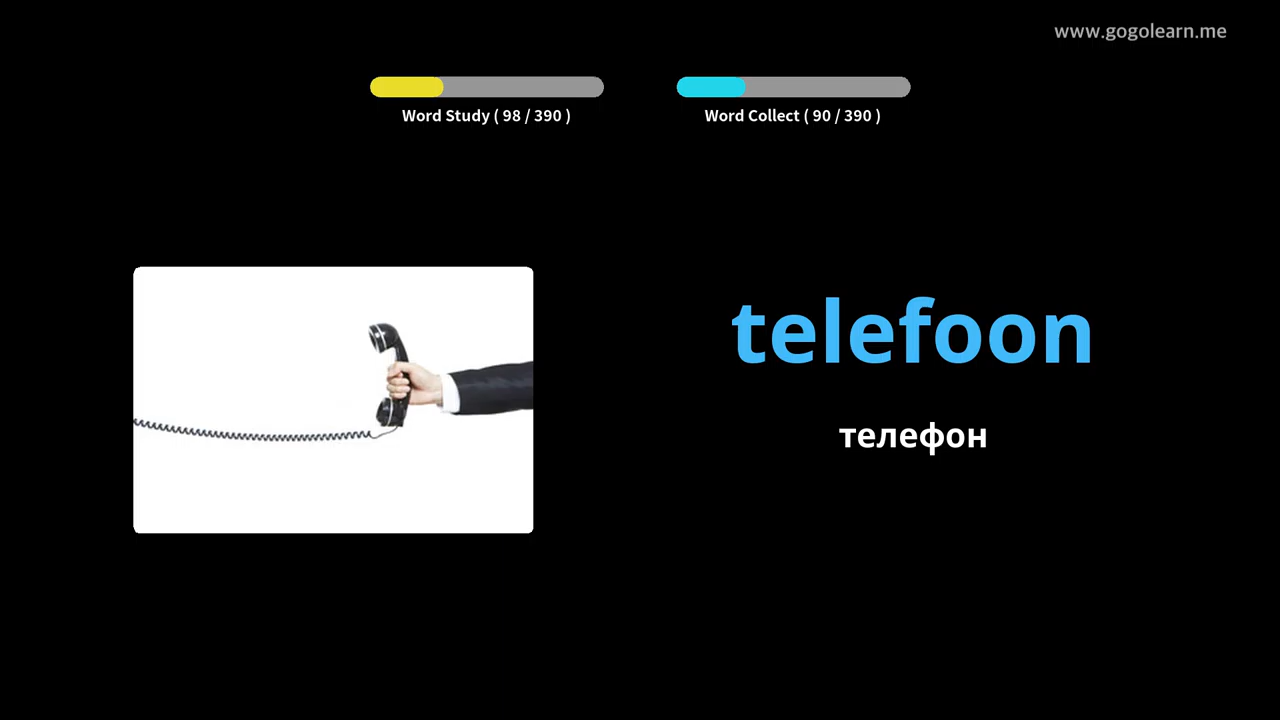 www.gogolearn.me
Word Study ( 98 / 390 )
Word Collect ( 90 / 390 )
telefoon
телефон